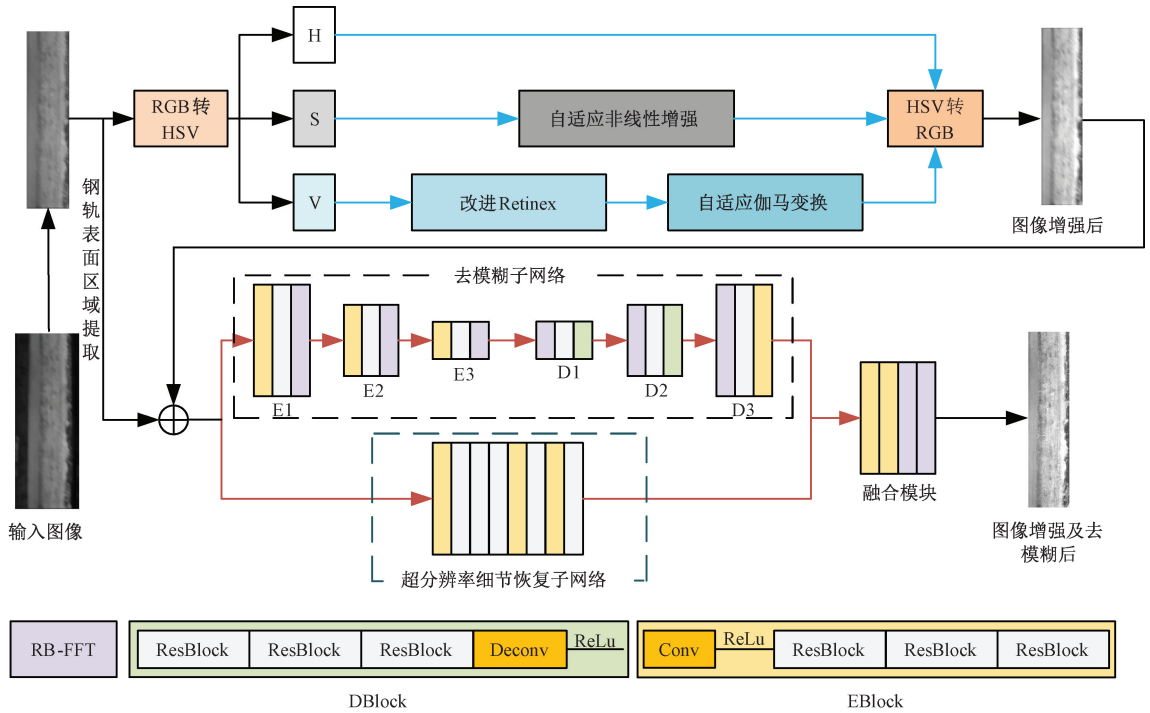 H
RGB转
HSV
S
自适应非线性增强
HSV转
RGB
V
改进Retinex
自适应伽马变换
图像增强后
钢轨表面区域提取
去模糊子网络
E1
E2
E3
D1
D2
D3
输入图像
超分辨率细节恢复子网络
融合模块
图像增强及去
模糊后
RB-FFT
ResBlock
ResBlock
ResBlock
Deconv
ReLu
DBlock
Conv
ReLu
ResBlock
ResBlock
ResBlock
EBlock